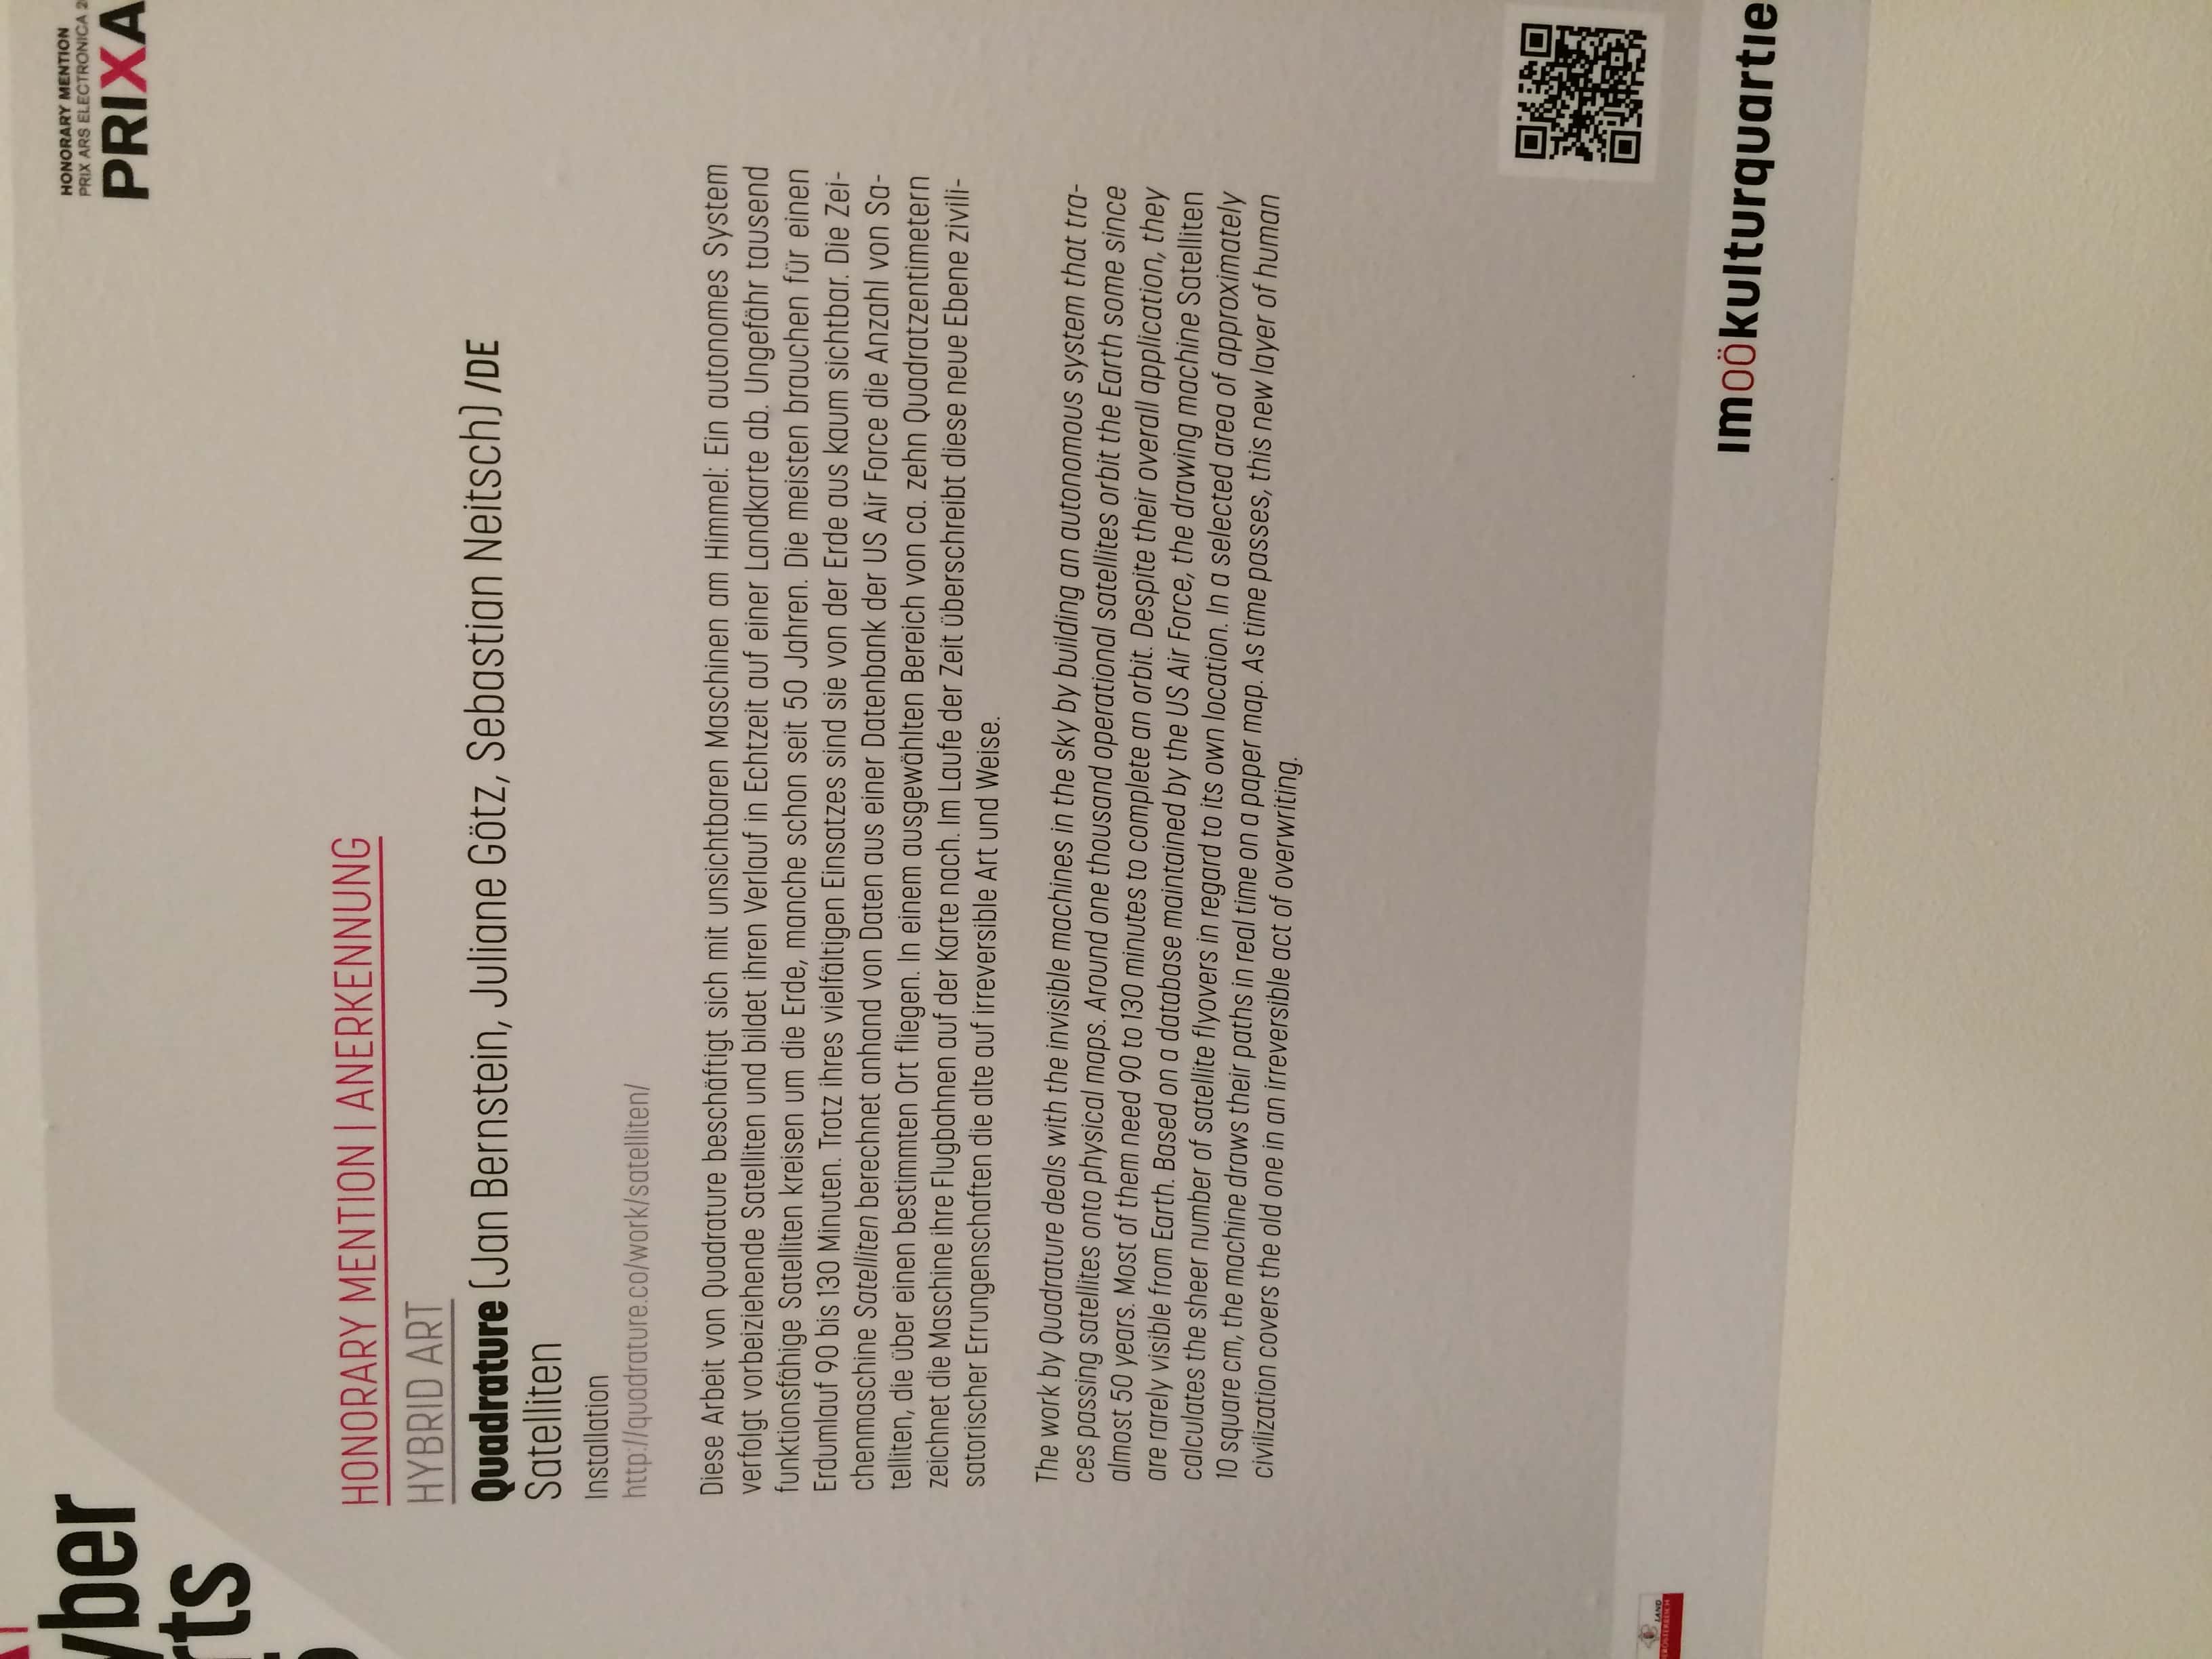 HONORARY MENTION
PRIX ARS ELECTRONICA
PRIXA
yber
rts
HONORARY MENTION | ANERKENNUNG
HYBRID ART
Quadrature (Jan Bernstein, Juliane Götz, Sebastian Neitsch) /DE
Satelliten
Installation
http://quadrature.co/work/satelliten/
Diese Arbeit von Quadrature beschäftigt sich mit unsichtbaren Maschinen am Himmel: Ein autonomes System
verfolgt vorbeiziehende Satelliten und bildet ihren Verlauf in Echtzeit auf einer Landkarte ab. Ungefähr tausend
funktionsfähige Satelliten kreisen um die Erde, manche schon seit 50 Jahren. Die meisten brauchen für einen
Erdumlauf 90 bis 130 Minuten. Trotz ihres vielfältigen Einsatzes sind sie von der Erde aus kaum sichtbar. Die Zei-
chenmaschine Satelliten berechnet anhand von Daten aus einer Datenbank der US Air Force die Anzahl von Sa-
telliten, die über einen bestimmten Ort fliegen. In einem ausgewählten Bereich von ca. zehn Quadratzentimetern
zeichnet die Maschine ihre Flugbahnen auf der Karte nach. Im Laufe der Zeit überschreibt diese neue Ebene zivili-
satorischer Errungenschaften die alte auf irreversible Art und Weise.
The work by Quadrature deals with the invisible machines in the sky by building an autonomous system that tra-
ces passing satellites onto physical maps. Around one thousand operational satellites orbit the Earth some since
almost 50 years. Most of them need 90 to 130 minutes to complete an orbit. Despite their overall application, they
are rarely visible from Earth. Based on a database maintained by the US Air Force, the drawing machine Satelliten
calculates the sheer number of satellite flyovers in regard to its own location. In a selected area of approximately
10 square cm, the machine draws their paths in real time on a paper map. As time passes, this new layer of human
civilization covers the old one in an irreversible act of overwriting.
LAND
Imoökulturquartie